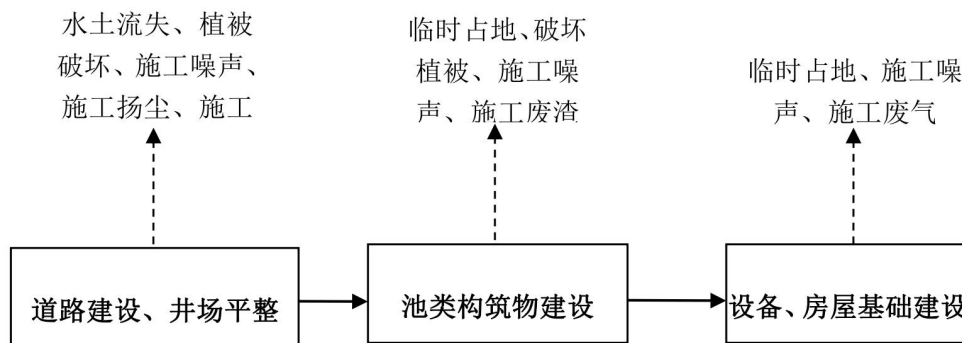 水土流失、植被
破坏、施工噪声、
施工扬尘、施工
临时占地、破坏
植被、施工噪
声、施工废渣
临时占地、施工噪
声、施工废气
道路建设、井场平整
池类构筑物建设
设备、房屋基础建设